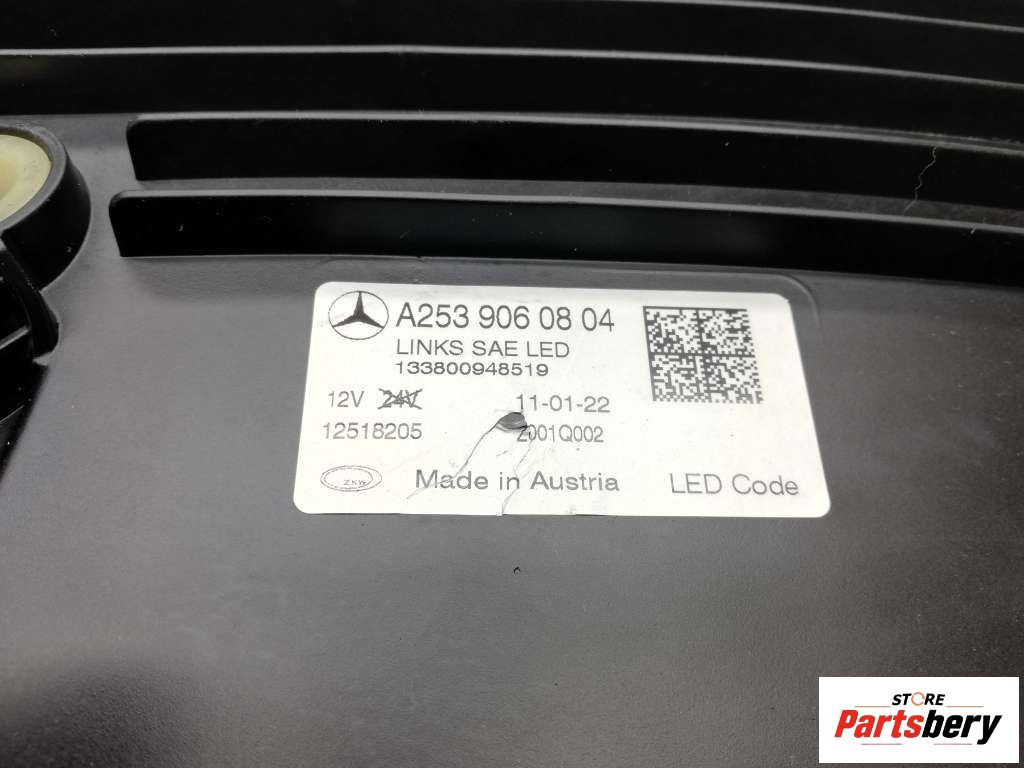 A253 906 08 04
LINKS SAE LED
133800948519
12V 24V 11-01-22
12518205 Z001Q002
ZKW Made in Austria LED Code
STORE
Partsbery